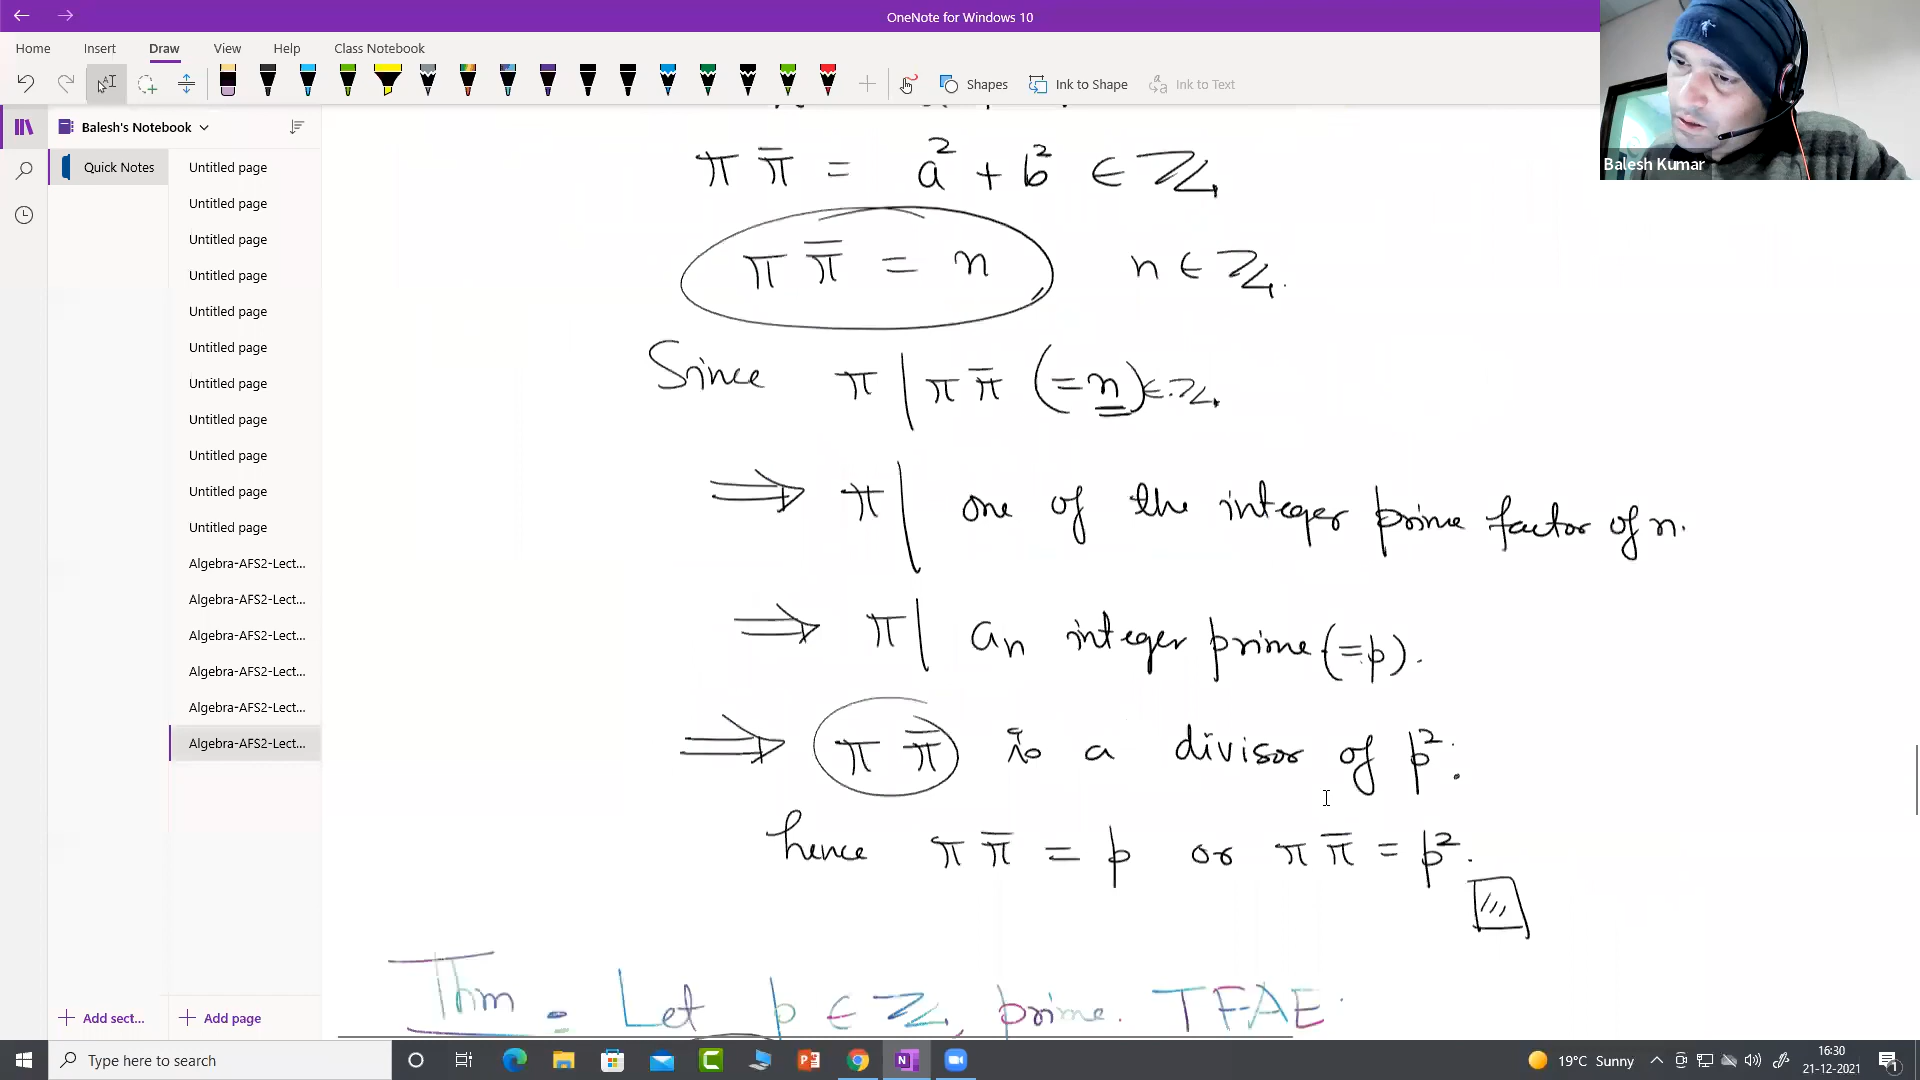 OneNote for Windows 10
Home Insert Draw View Help Class Notebook
Shapes Ink to Shape Ink to Text
Balesh Kumar
Balesh's Notebook
Quick Notes
Untitled page
Untitled page
Untitled page
Untitled page
Untitled page
Untitled page
Untitled page
Untitled page
Untitled page
Untitled page
Untitled page
Algebra-AFS2-Lect...
Algebra-AFS2-Lect...
Algebra-AFS2-Lect...
Algebra-AFS2-Lect...
Algebra-AFS2-Lect...
Algebra-AFS2-Lect...
Add sect... Add page
π π̅ = a² + b² ∈ ℤ
π π̅ = n n ∈ ℤ.
Since π | π π̅ (= n) ∈ ℤ.
⟹ π | one of the integer prime factor of n.
⟹ π | an integer prime (= p).
⟹ π π̅ is a divisor of p².
hence π π̅ = p or π π̅ = p².
Thm - Let p ∈ ℤ, prime. TFAE.
Type here to search
19°C Sunny
16:30
21-12-2021
1